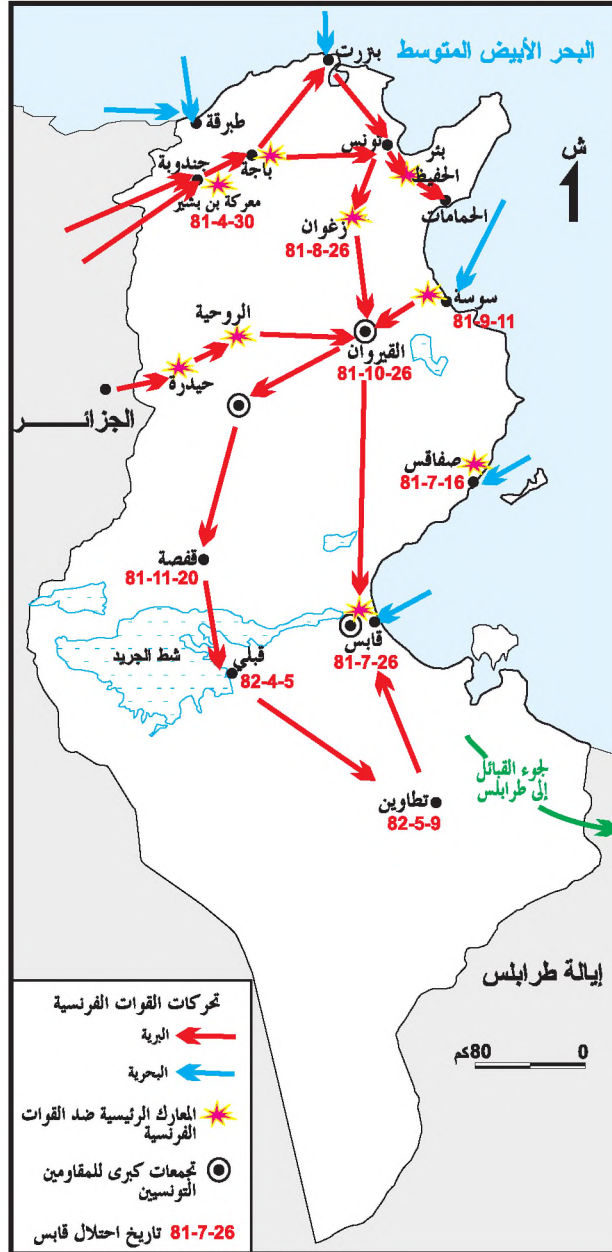 البحر الأبيض المتوسط
بنزرت
طبرقة
تونس
بئر
الحفيظ
باجة
جندوبة
معركة بن بشير
81-4-30
الحمامات
ش
زغوان
81-8-26
سوسة
81-9-11
الروحية
القيروان
81-10-26
حيدرة
الجزائــــــر
صفاقس
81-7-16
قفصة
81-11-20
شط الجريد
قبلي
82-4-5
قابس
81-7-26
لجوء القبائل
إلى طرابلس
تطاوين
82-5-9
إيالة طرابلس
80كم 0
تحركات القوات الفرنسية
البرية
البحرية
المعارك الرئيسية ضد القوات
الفرنسية
تجمعات كبرى للمقاومين
التونسيين
81-7-26 تاريخ احتلال قابس